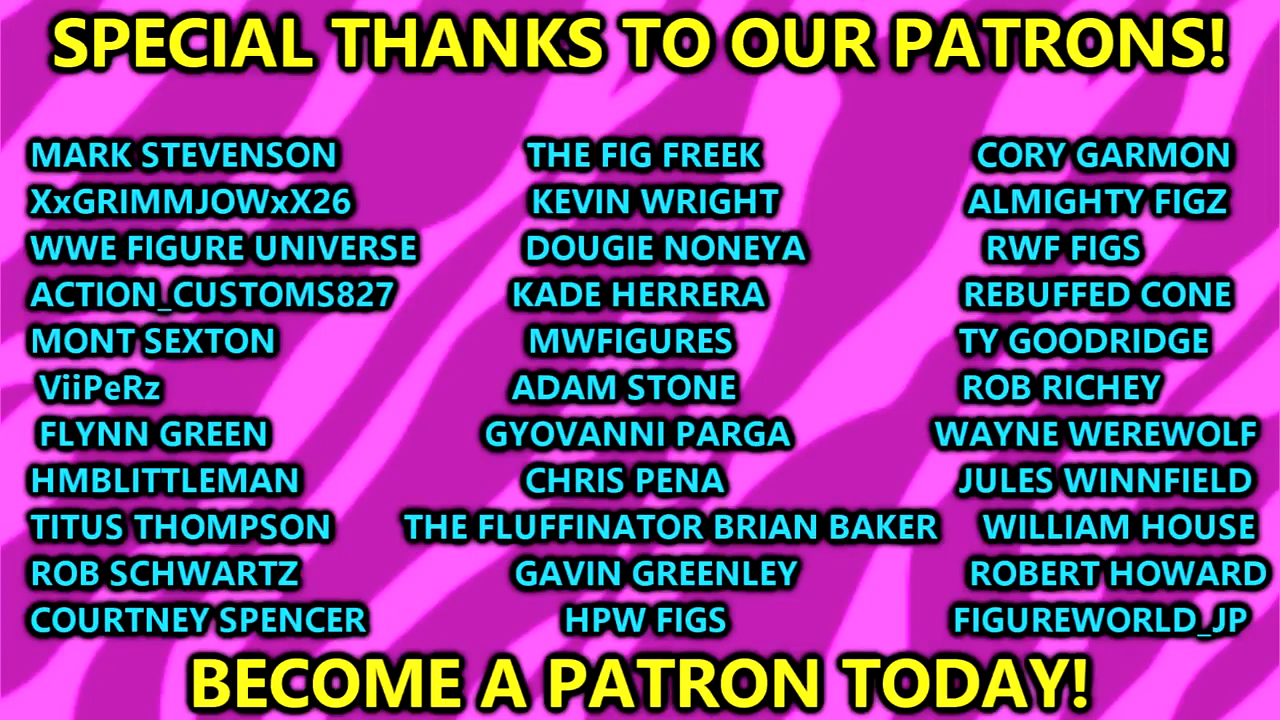 SPECIAL THANKS TO OUR PATRONS!
MARK STEVENSON THE FIG FREEK CORY GARMON
XxGRIMMJOWxX26 KEVIN WRIGHT ALMIGHTY FIGZ
WWE FIGURE UNIVERSE DOUGIE NONEYA RWF FIGS
ACTION_CUSTOMS827 KADE HERRERA REBUFFED CONE
MONT SEXTON MWFIGURES TY GOODRIDGE
ViiPeRz ADAM STONE ROB RICHEY
FLYNN GREEN GYOVANNI PARGA WAYNE WEREWOLF
HMBLITTLEMAN CHRIS PENA JULES WINNFIELD
TITUS THOMPSON THE FLUFFINATOR BRIAN BAKER WILLIAM HOUSE
ROB SCHWARTZ GAVIN GREENLEY ROBERT HOWARD
COURTNEY SPENCER HPW FIGS FIGUREWORLD_JP
BECOME A PATRON TODAY!